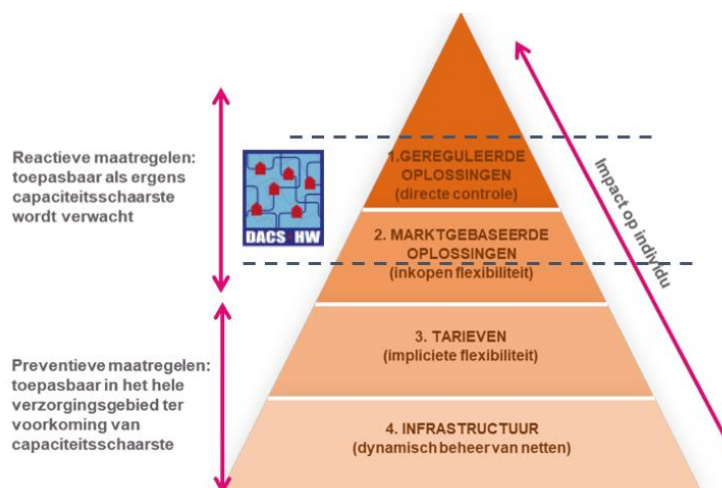 Reactieve maatregelen:
toepasbaar als ergens
capaciteitsschaarste
wordt verwacht
DACS HW
1.GEREGULEERDE
OPLOSSINGEN
(directe controle)
2. MARKTGEBASEERDE
OPLOSSINGEN
(inkopen flexibiliteit)
Impact op individu
Preventieve maatregelen:
toepasbaar in het hele
verzorgingsgebied ter
voorkoming van
capaciteitsschaarste
3. TARIEVEN
(impliciete flexibiliteit)
4. INFRASTRUCTUUR
(dynamisch beheer van netten)